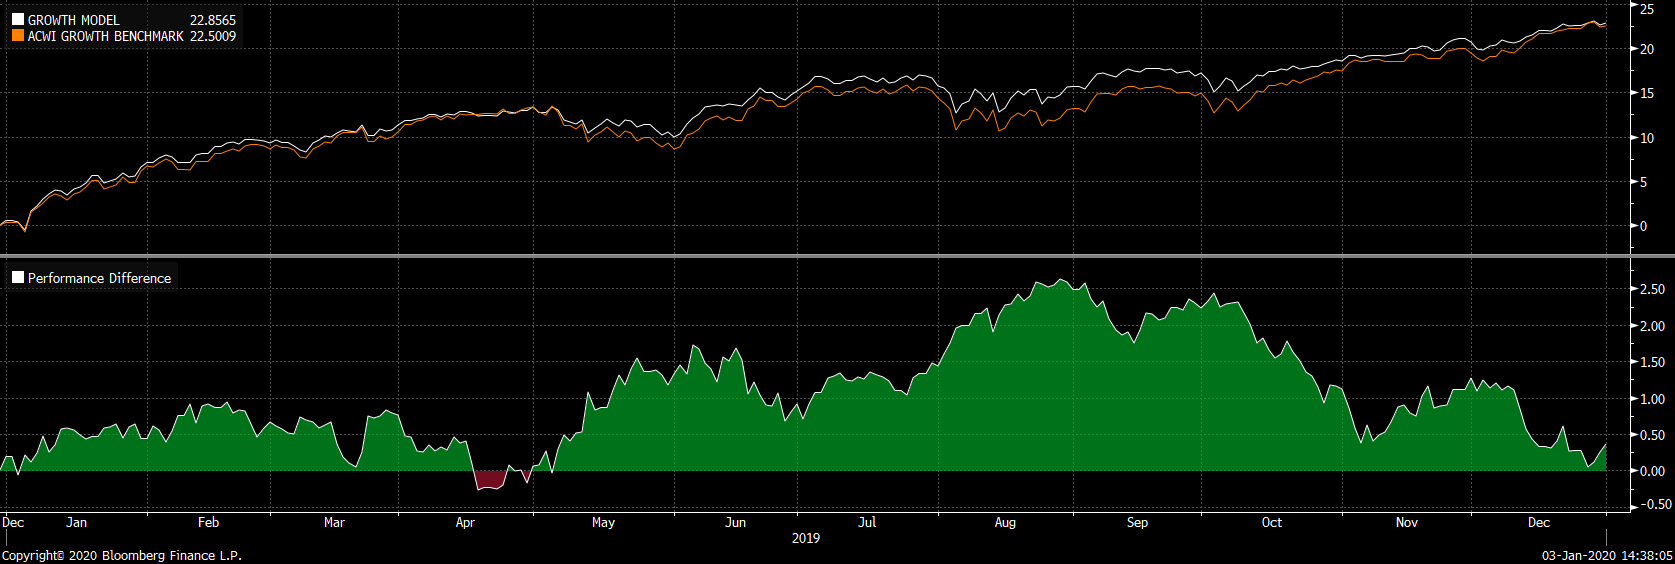 GROWTH MODEL 22.8565
ACWI GROWTH BENCHMARK 22.5009
25
20
15
10
5
0
Performance Difference
2.50
2.00
1.50
1.00
0.50
0.00
-0.50
Dec Jan Feb Mar Apr May Jun Jul Aug Sep Oct Nov Dec
2019
Copyright© 2020 Bloomberg Finance L.P. 03-Jan-2020 14:38:05